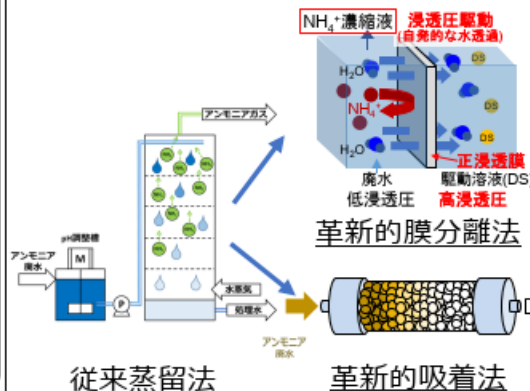 NH₄⁺濃縮液
浸透圧駆動
(自発的な水透過)
H₂O
DS
NH₄⁺
DS
H₂O
DS
正浸透膜
廃水
駆動溶液(DS)
低浸透圧
高浸透圧
革新的膜分離法
アンモニアガス
pH調整槽
M
アンモニア
廃水
P
水蒸気
処理水
アンモニア
廃水
従来蒸留法
革新的吸着法